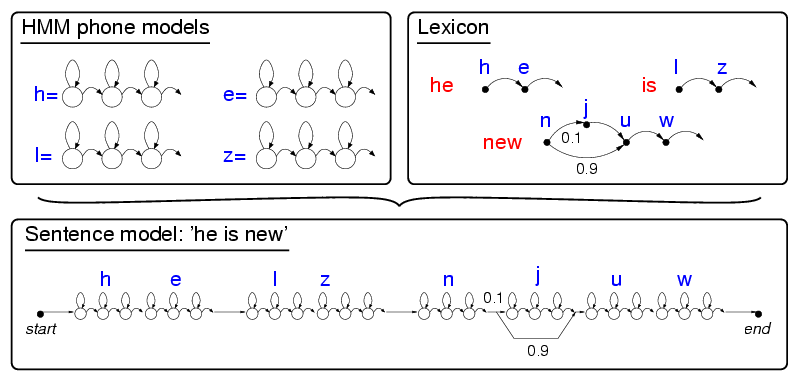 HMM phone models
h=
e=
I=
z=
Lexicon
he
h e
is
I z
new
n j u w
0.1
0.9
Sentence model: 'he is new'
h e I z n j u w
0.1
start
end
0.9